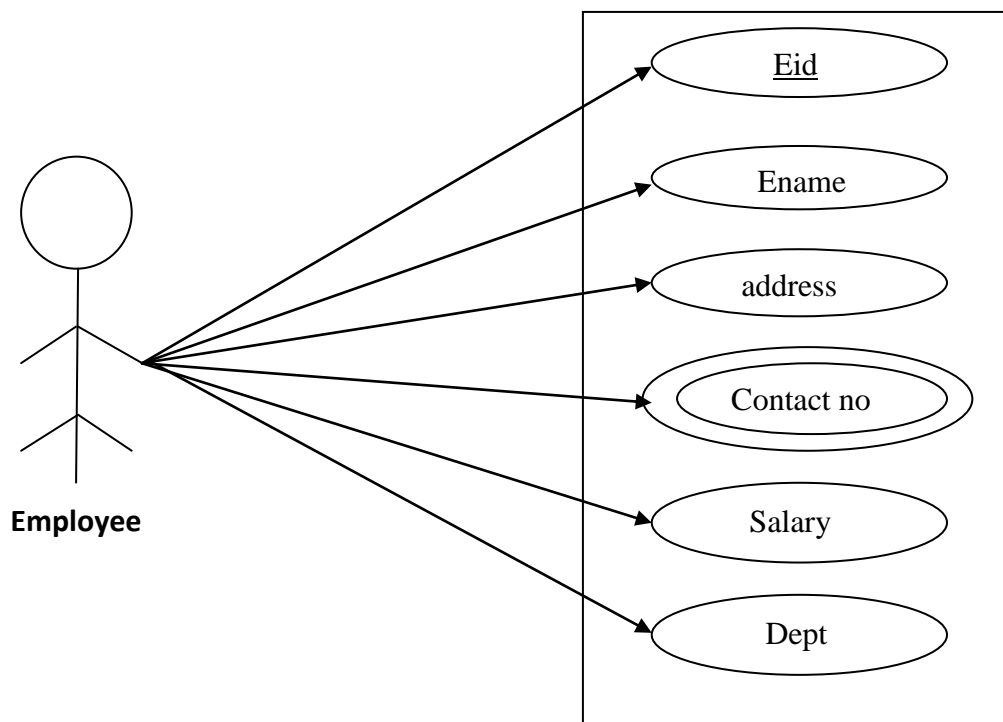 Eid
Ename
address
Contact no
Salary
Employee
Dept